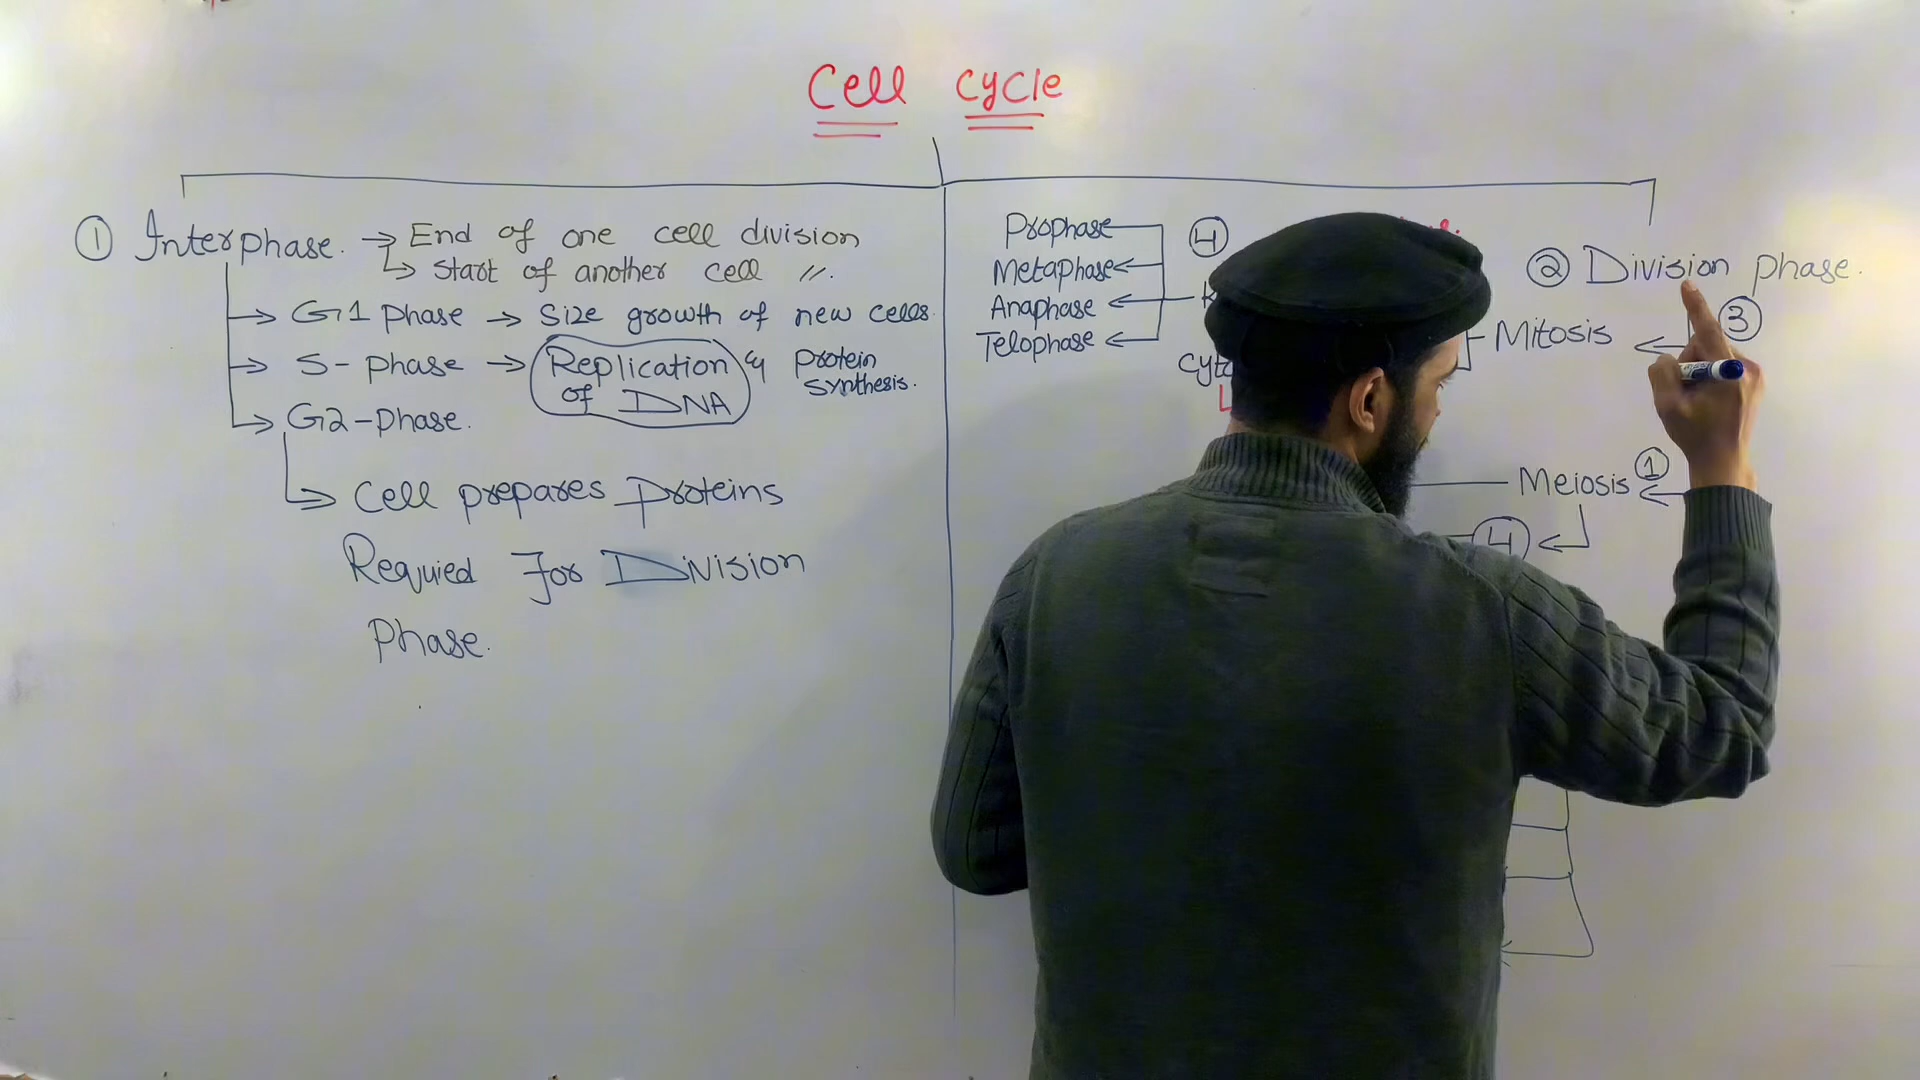 Cell Cycle
① Interphase. → End of one cell division
↳ Start of another cell 〃.
→ G1 Phase → Size growth of new cells.
→ S-phase → Replication of DNA & Protein synthesis.
→ G2-Phase.
→ Cell prepares Proteins
Requied For Division
Phase.
② Division phase.
③
Mitosis
④
Prophase
Metaphase
Anaphase
Telophase
Meiosis ①
④